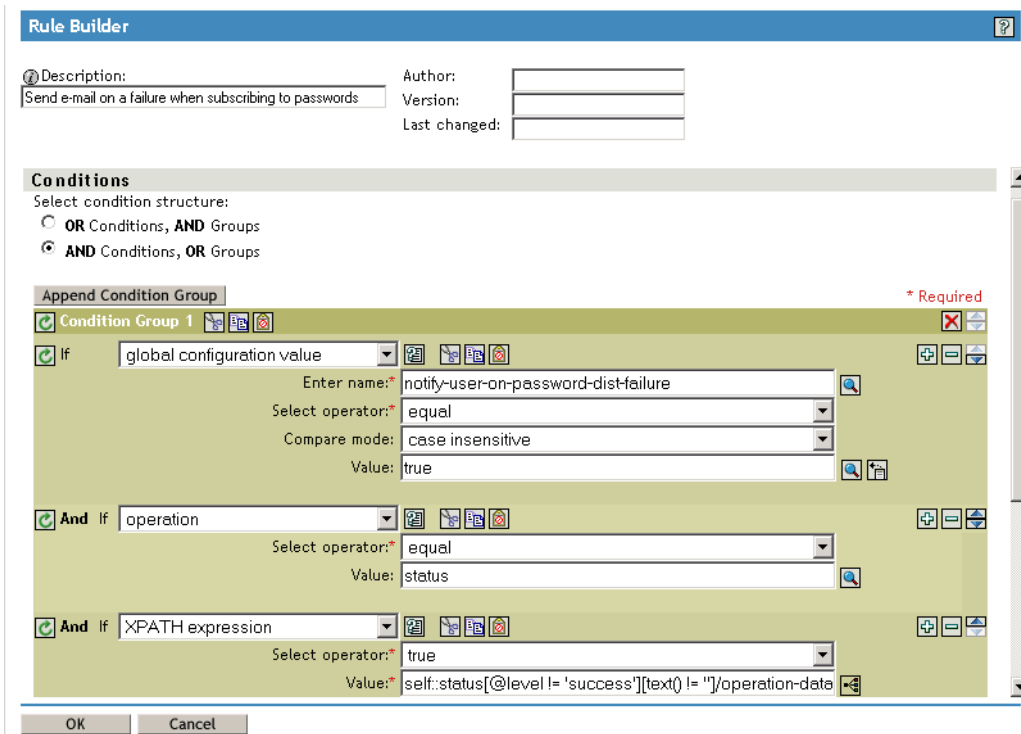 Rule Builder
Description:
Send e-mail on a failure when subscribing to passwords
Author:
Version:
Last changed:
Conditions
Select condition structure:
OR Conditions, AND Groups
AND Conditions, OR Groups
Append Condition Group
* Required
Condition Group 1
If global configuration value
Enter name:* notify-user-on-password-dist-failure
Select operator:* equal
Compare mode: case insensitive
Value: true
And If operation
Select operator:* equal
Value: status
And If XPATH expression
Select operator:* true
Value:* self::status[@level != 'success'][text() != '']/operation-data
OK Cancel